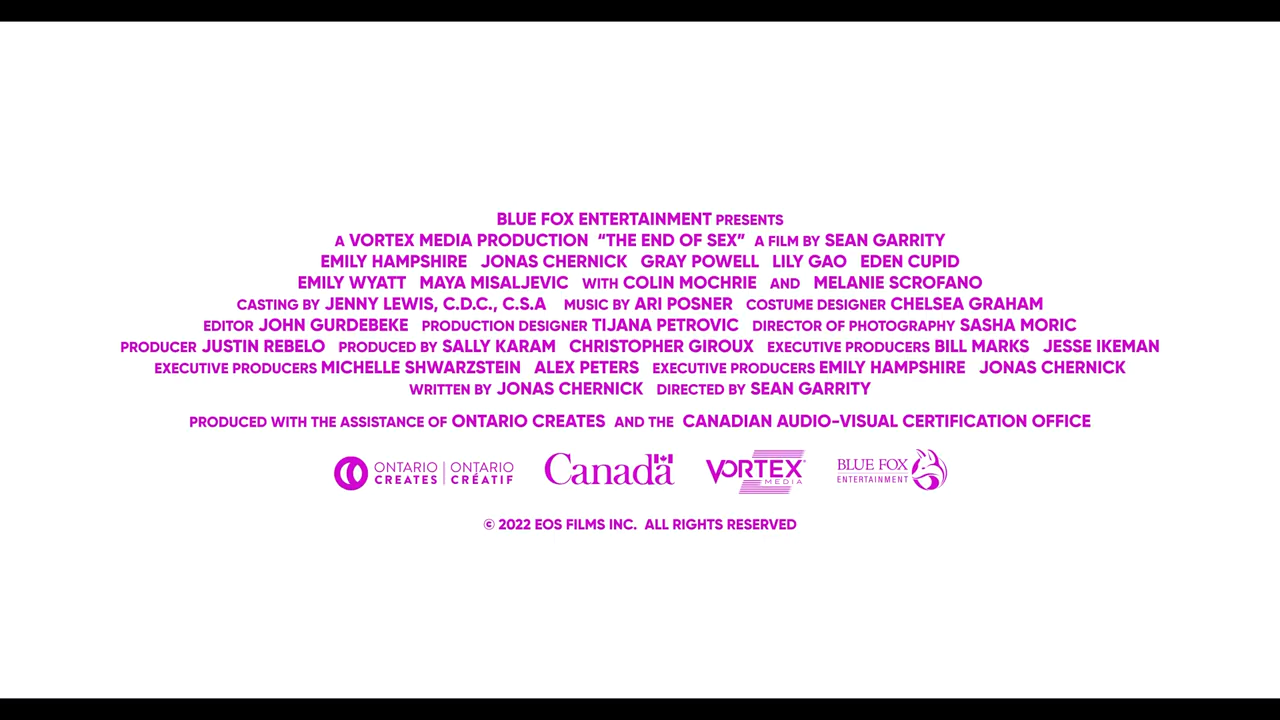 BLUE FOX ENTERTAINMENT PRESENTS
A VORTEX MEDIA PRODUCTION "THE END OF SEX" A FILM BY SEAN GARRITY
EMILY HAMPSHIRE JONAS CHERNICK GRAY POWELL LILY GAO EDEN CUPID
EMILY WYATT MAYA MISALJEVIC WITH COLIN MOCHRIE AND MELANIE SCROFANO
CASTING BY JENNY LEWIS, C.D.C., C.S.A MUSIC BY ARI POSNER COSTUME DESIGNER CHELSEA GRAHAM
EDITOR JOHN GURDEBEKE PRODUCTION DESIGNER TIJANA PETROVIC DIRECTOR OF PHOTOGRAPHY SASHA MORIC
PRODUCER JUSTIN REBELO PRODUCED BY SALLY KARAM CHRISTOPHER GIROUX EXECUTIVE PRODUCERS BILL MARKS JESSE IKEMAN
EXECUTIVE PRODUCERS MICHELLE SHWARZSTEIN ALEX PETERS EXECUTIVE PRODUCERS EMILY HAMPSHIRE JONAS CHERNICK
WRITTEN BY JONAS CHERNICK DIRECTED BY SEAN GARRITY
PRODUCED WITH THE ASSISTANCE OF ONTARIO CREATES AND THE CANADIAN AUDIO-VISUAL CERTIFICATION OFFICE
ONTARIO CREATES
ONTARIO CRÉATIF
Canada
VORTEX MEDIA
BLUE FOX ENTERTAINMENT
© 2022 EOS FILMS INC. ALL RIGHTS RESERVED